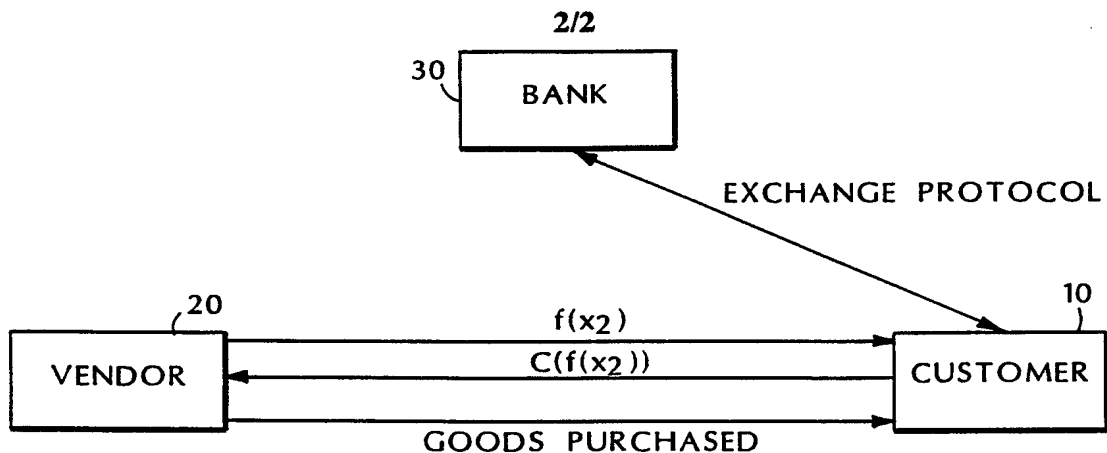 2/2
30
BANK
EXCHANGE PROTOCOL
20
10
f(x2)
VENDOR
C(f(x2))
CUSTOMER
GOODS PURCHASED